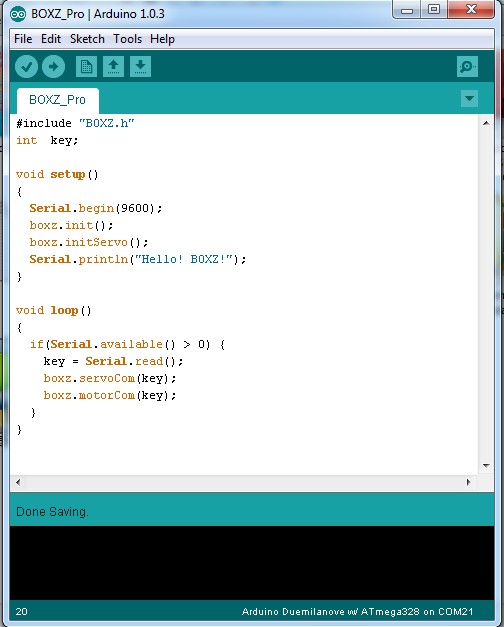 BOXZ_Pro | Arduino 1.0.3
File Edit Sketch Tools Help
BOXZ_Pro
#include "BOXZ.h"
int  key;
void setup()
{
  Serial.begin(9600);
  boxz.init();
  boxz.initServo();
  Serial.println("Hello! BOXZ!");
}
void loop()
{
  if(Serial.available() > 0) {
    key = Serial.read();
    boxz.servoCom(key);
    boxz.motorCom(key);
  }
}
Done Saving.
20 Arduino Duemilanove w/ ATmega328 on COM21